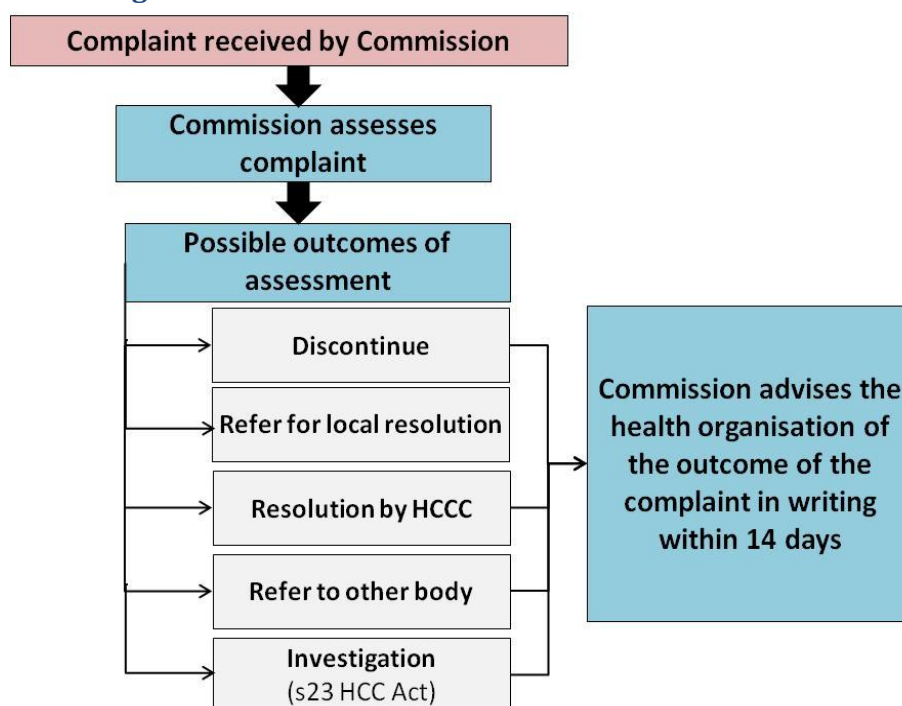 Complaint received by Commission
Commission assesses
complaint
Possible outcomes of
assessment
Discontinue
Refer for local resolution
Resolution by HCCC
Refer to other body
Investigation
(s23 HCC Act)
Commission advises the
health organisation of
the outcome of the
complaint in writing
within 14 days